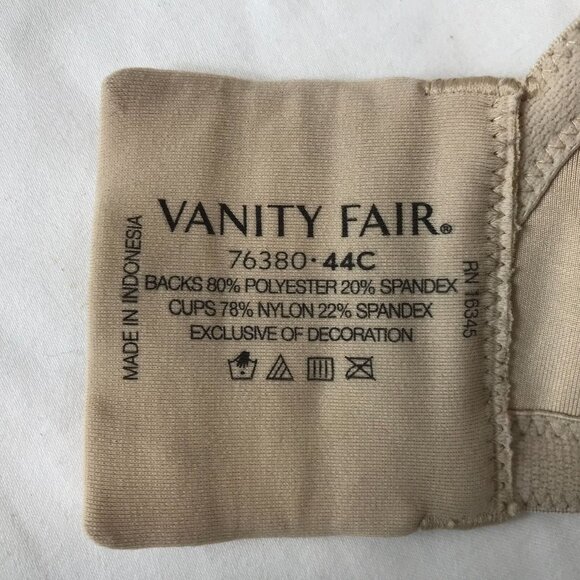 VANITY FAIR®
76380·44C
BACKS 80% POLYESTER 20% SPANDEX
CUPS 78% NYLON 22% SPANDEX
EXCLUSIVE OF DECORATION
MADE IN INDONESIA
RN 16345